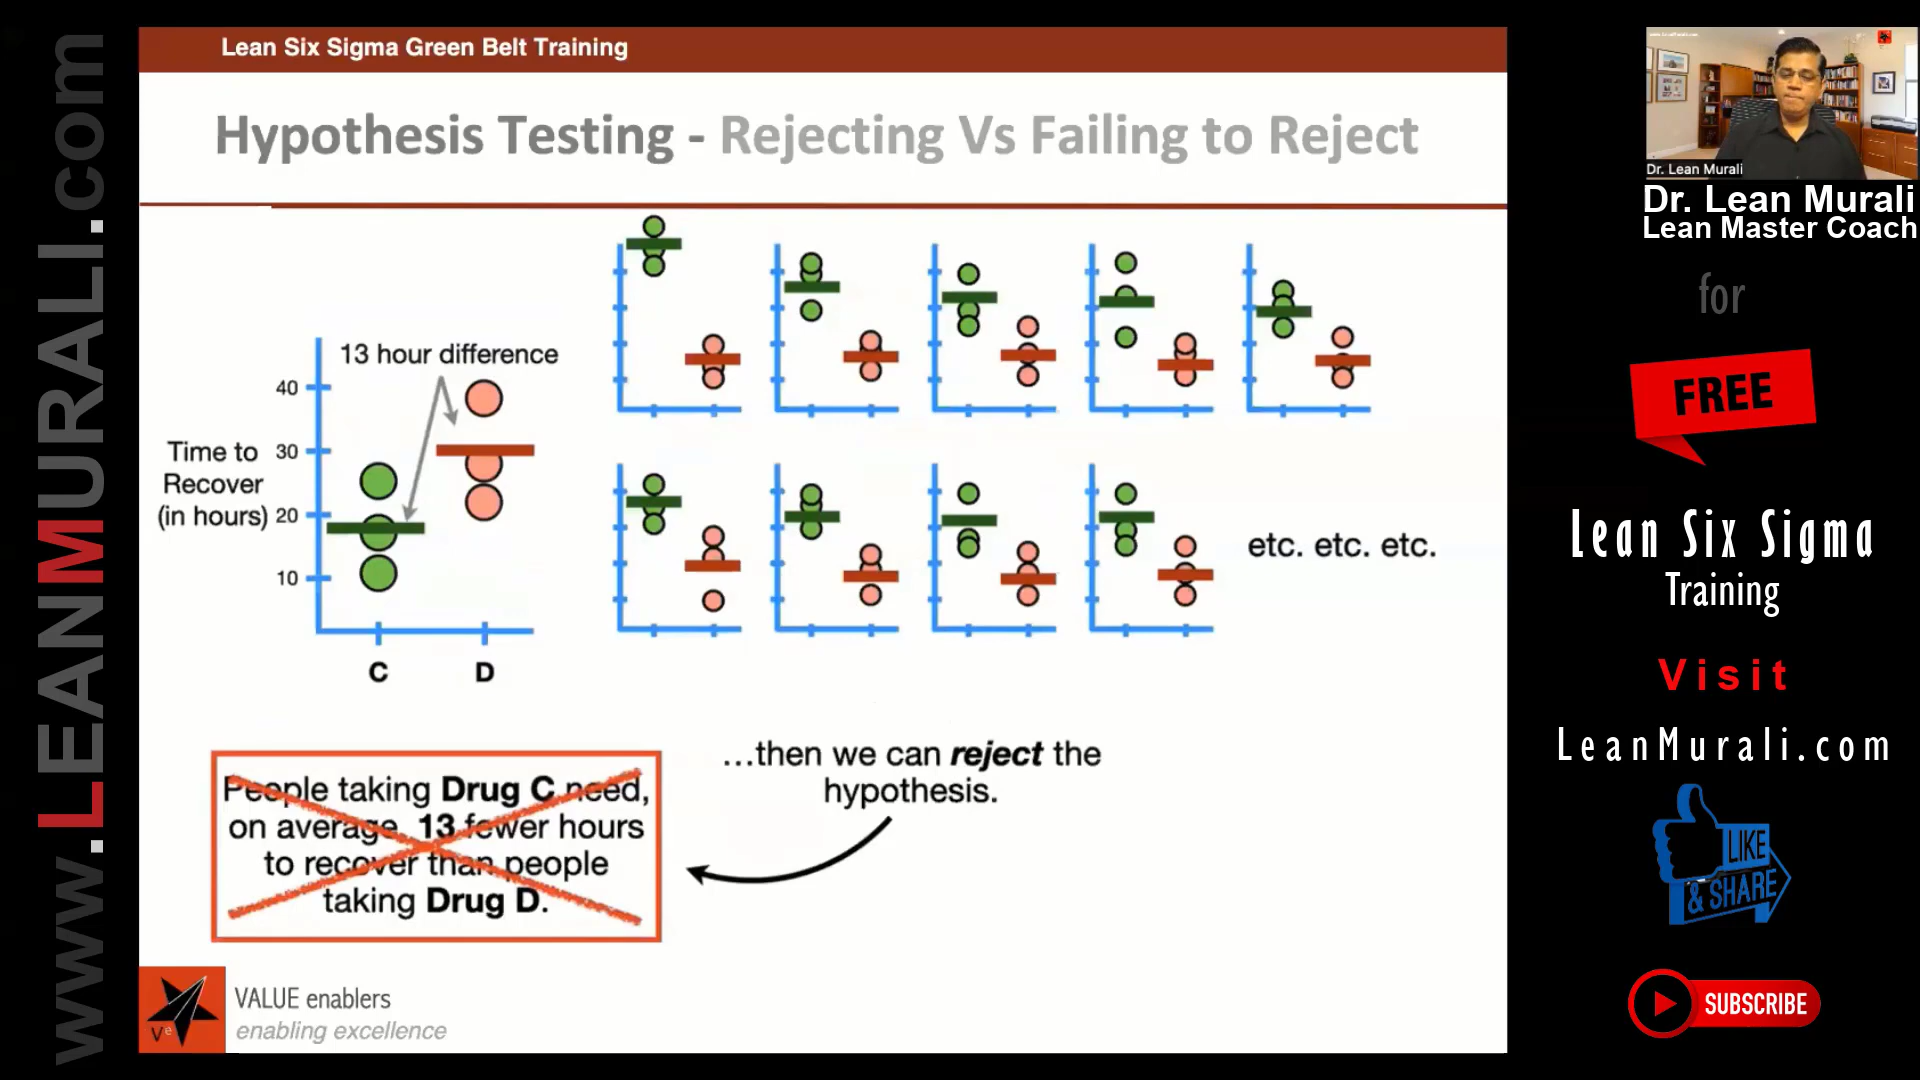 www.LEANMURALI.com
Lean Six Sigma Green Belt Training
Hypothesis Testing - Rejecting Vs Failing to Reject
13 hour difference
40
30
20
10
Time to
Recover
(in hours)
C
D
etc. etc. etc.
...then we can reject the
hypothesis.
People taking Drug C need,
on average, 13 fewer hours
to recover than people
taking Drug D.
Ve
VALUE enablers
enabling excellence
Dr. Lean Murali
Dr. Lean Murali
Lean Master Coach
for
FREE
Lean Six Sigma
Training
Visit
LeanMurali.com
LIKE
& SHARE
SUBSCRIBE